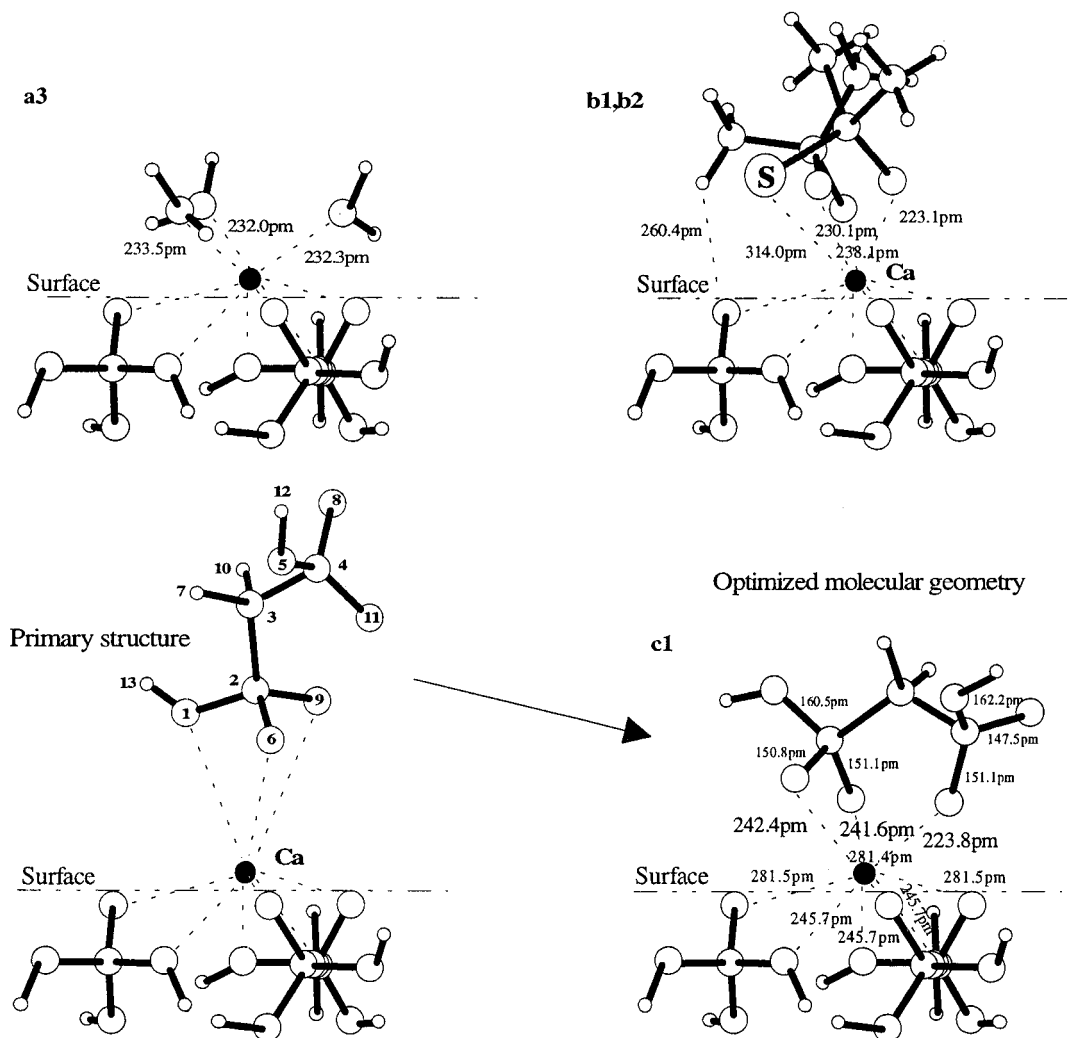 a3
232.0pm
233.5pm
232.3pm
Surface
b1,b2
S
223.1pm
260.4pm
230.1pm
314.0pm
238.1pm
Surface
Ca
12
8
10
5
4
7
3
11
Primary structure
13
2
9
1
6
Ca
Surface
Optimized molecular geometry
c1
160.5pm
162.2pm
147.5pm
150.8pm
151.1pm
151.1pm
242.4pm
241.6pm
223.8pm
281.4pm
Surface
281.5pm
281.5pm
245.7pm
245.7pm
245.7pm